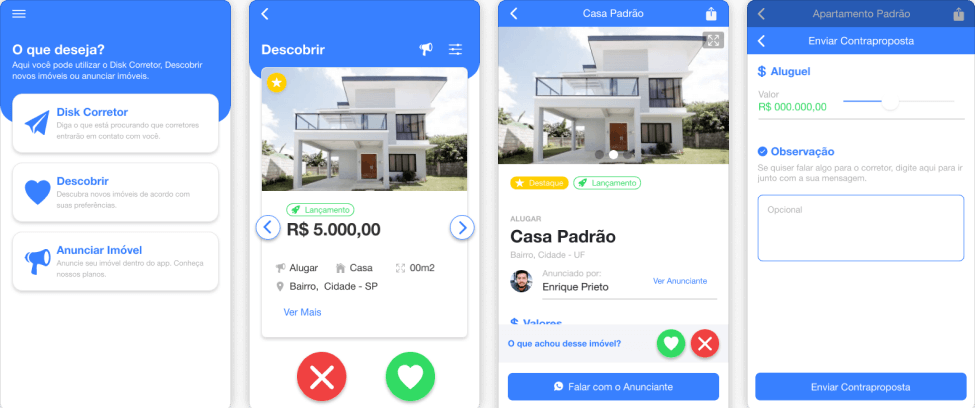 O que deseja?
Aqui você pode utilizar o Disk Corretor, Descobrir
novos imóveis ou anunciar imóveis.
Disk Corretor
Diga o que está procurando que corretores
entrarão em contato com você.
Descobrir
Descubra novos imóveis de acordo com
suas preferências.
Anunciar Imóvel
Anuncie seu imóvel dentro do app. Conheça
nossos planos.
Descobrir
Lançamento
R$ 5.000,00
Alugar Casa 00m2
Bairro, Cidade - SP
Ver Mais
Casa Padrão
Destaque Lançamento
ALUGAR
Casa Padrão
Bairro, Cidade - UF
Anunciado por:
Enrique Prieto
Ver Anunciante
$ Valores
O que achou desse imóvel?
Falar com o Anunciante
Apartamento Padrão
Enviar Contraproposta
$ Aluguel
Valor
R$ 000.000,00
Observação
Se quiser falar algo para o corretor, digite aqui para ir
junto com a sua mensagem.
Opcional
Enviar Contraproposta